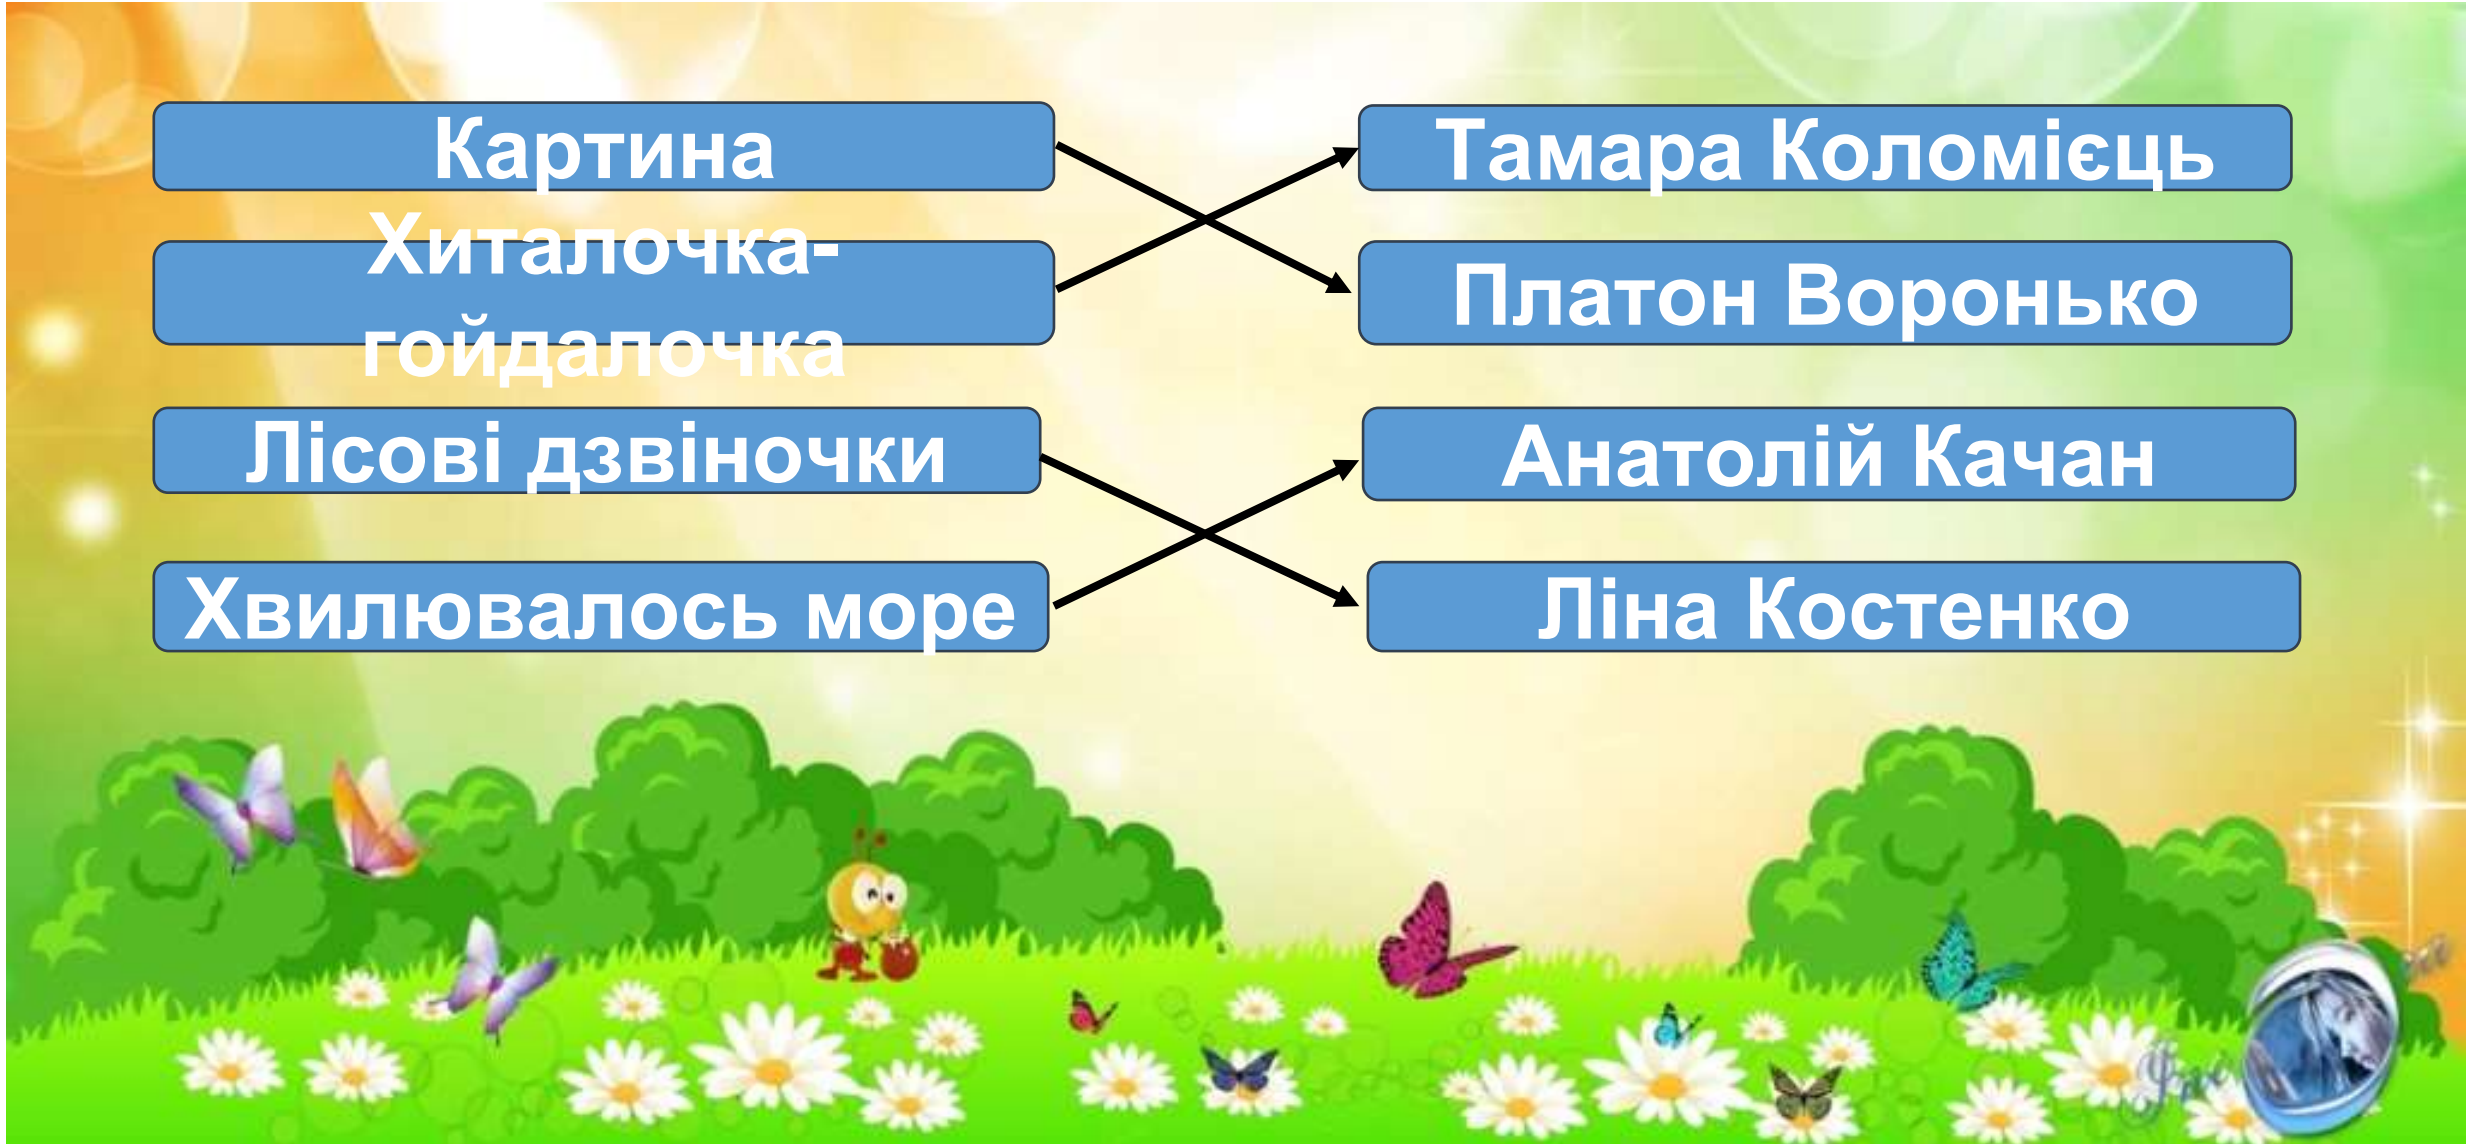 Картина
Тамара Коломієць
Хиталочка-
гойдалочка
Платон Воронько
Лісові дзвіночки
Анатолій Качан
Хвилювалось море
Ліна Костенко